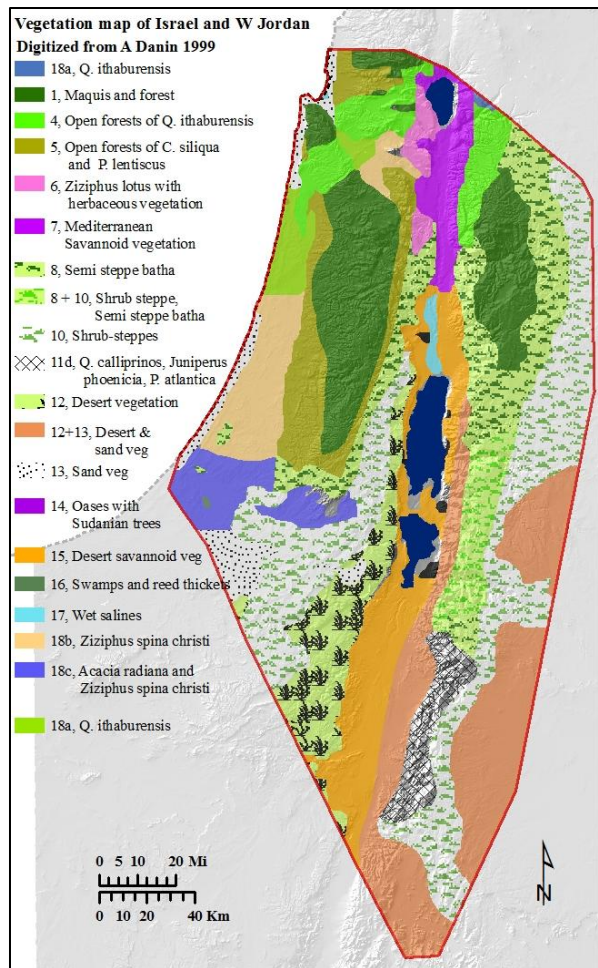 Vegetation map of Israel and W Jordan
Digitized from A Danin 1999
18a, Q. ithaburensis
1, Maquis and forest
4, Open forests of Q. ithaburensis
5, Open forests of C. siliqua
and P. lentiscus
6, Ziziphus lotus with
herbaceous vegetation
7, Mediterranean
Savannoid vegetation
8, Semi steppe batha
8 + 10, Shrub steppe,
Semi steppe batha
10, Shrub-steppes
11d, Q. calliprinos, Juniperus
phoenicia, P. atlantica
12, Desert vegetation
12+13, Desert &
sand veg
13, Sand veg
14, Oases with
Sudanian trees
15, Desert savannoid veg
16, Swamps and reed thickets
17, Wet salines
18b, Ziziphus spina christi
18c, Acacia radiana and
Ziziphus spina christi
18a, Q. ithaburensis
0 5 10 20 Mi
0 10 20 40 Km
N